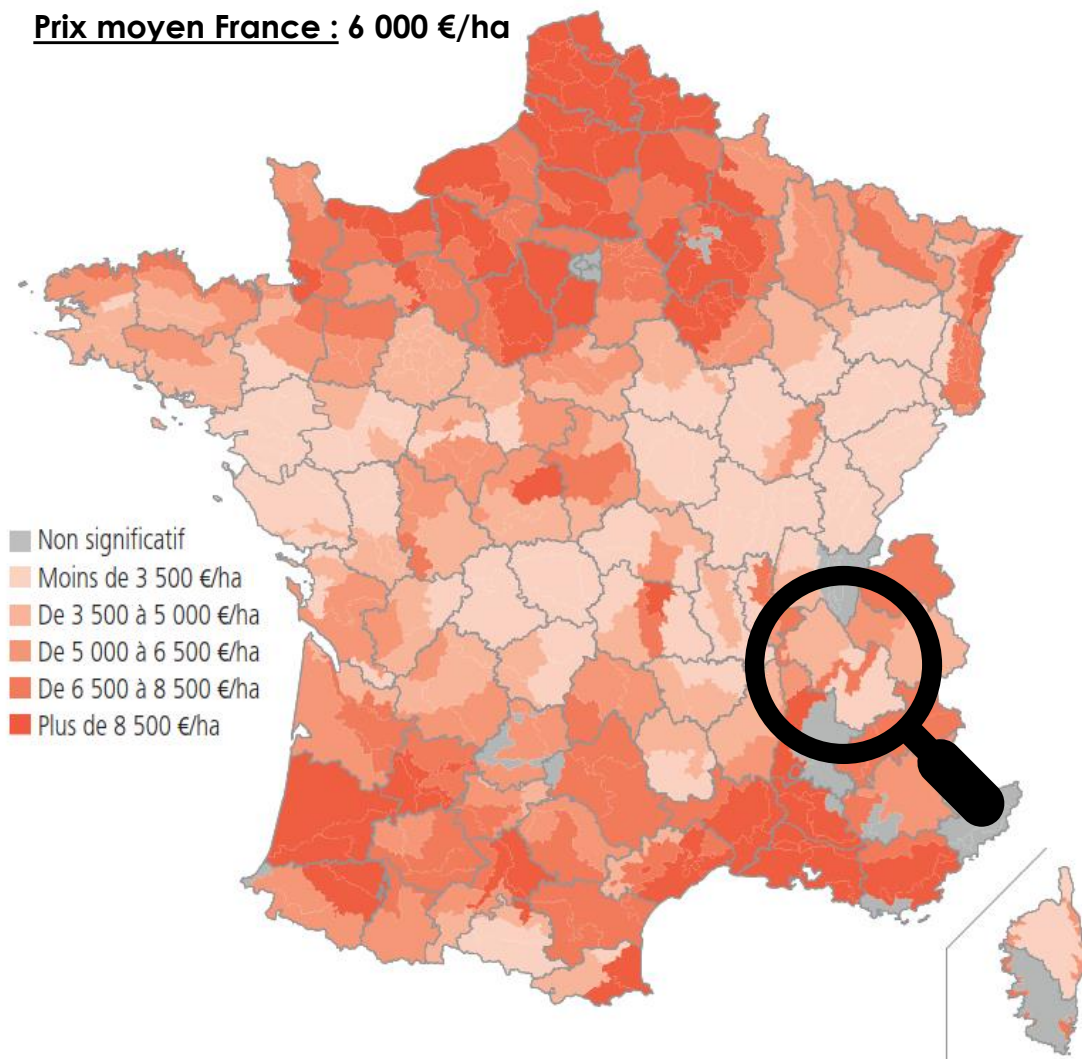 Prix moyen France : 6 000 €/ha
Non significatif
Moins de 3 500 €/ha
De 3 500 à 5 000 €/ha
De 5 000 à 6 500 €/ha
De 6 500 à 8 500 €/ha
Plus de 8 500 €/ha